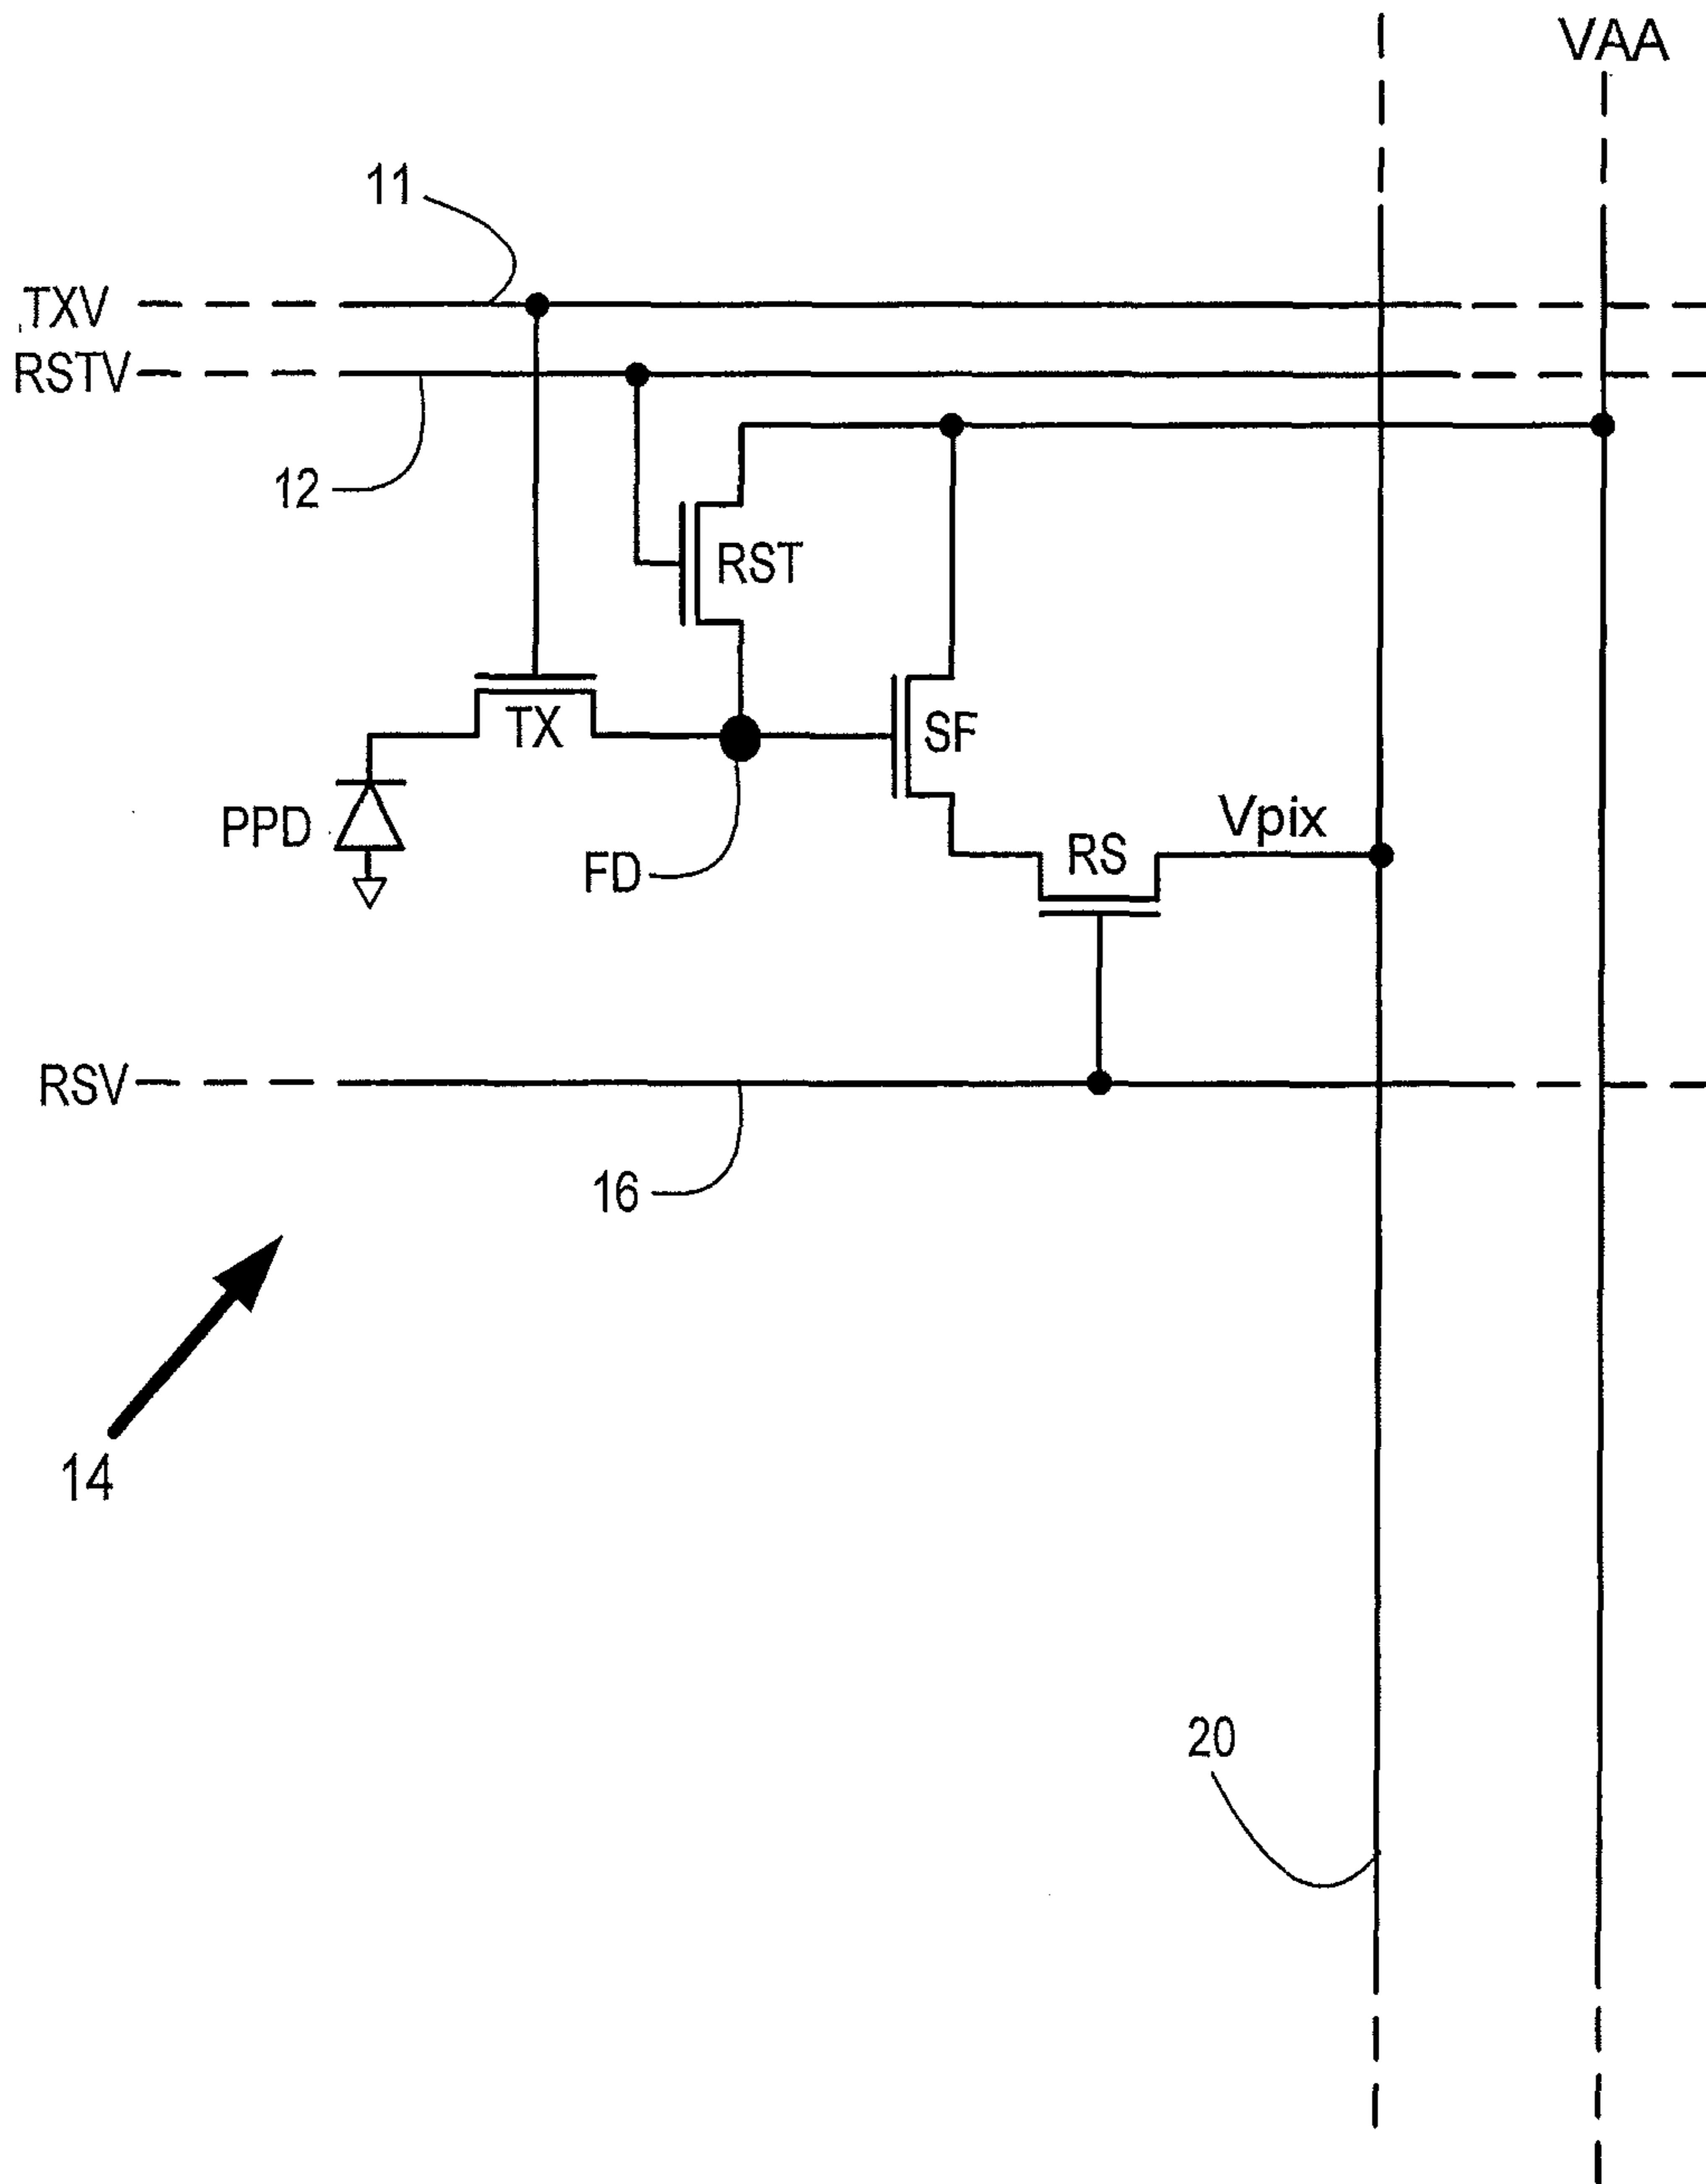 VAA
11
TXV
RSTV
12
RST
TX
SF
PPD
Vpix
RS
FD
RSV
16
14
20